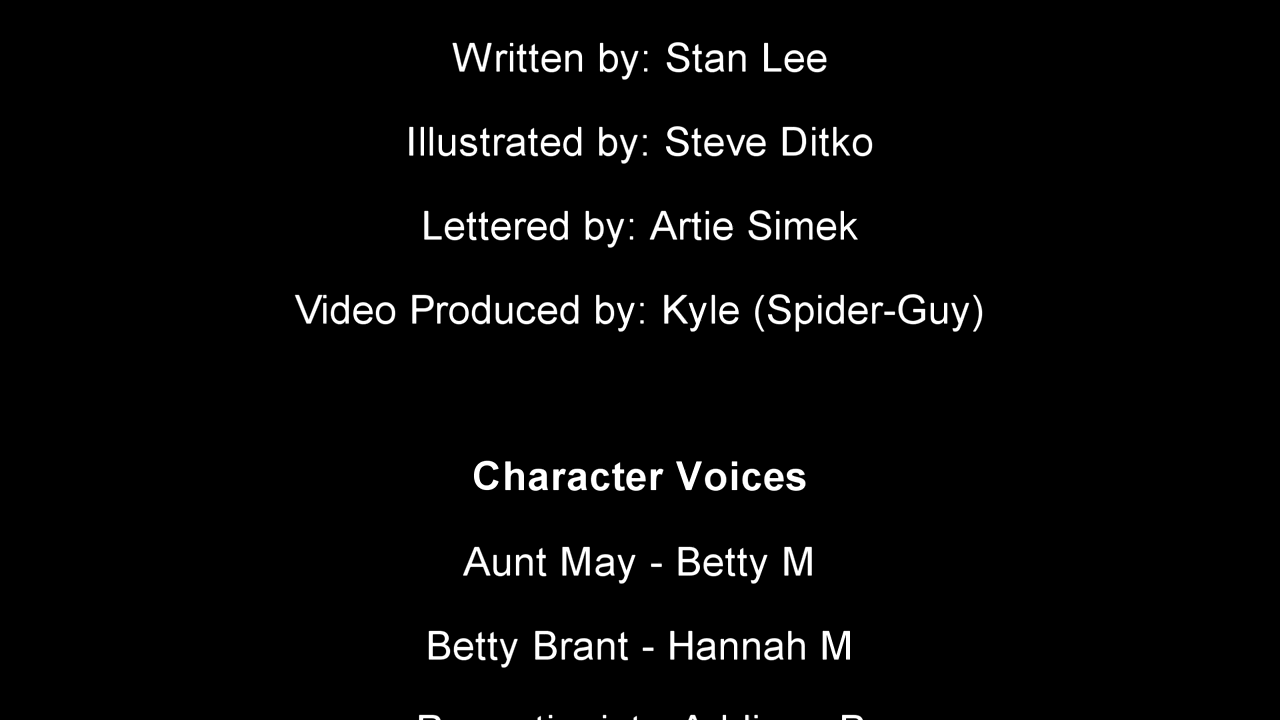 Written by: Stan Lee
Illustrated by: Steve Ditko
Lettered by: Artie Simek
Video Produced by: Kyle (Spider-Guy)
Character Voices
Aunt May - Betty M
Betty Brant - Hannah M